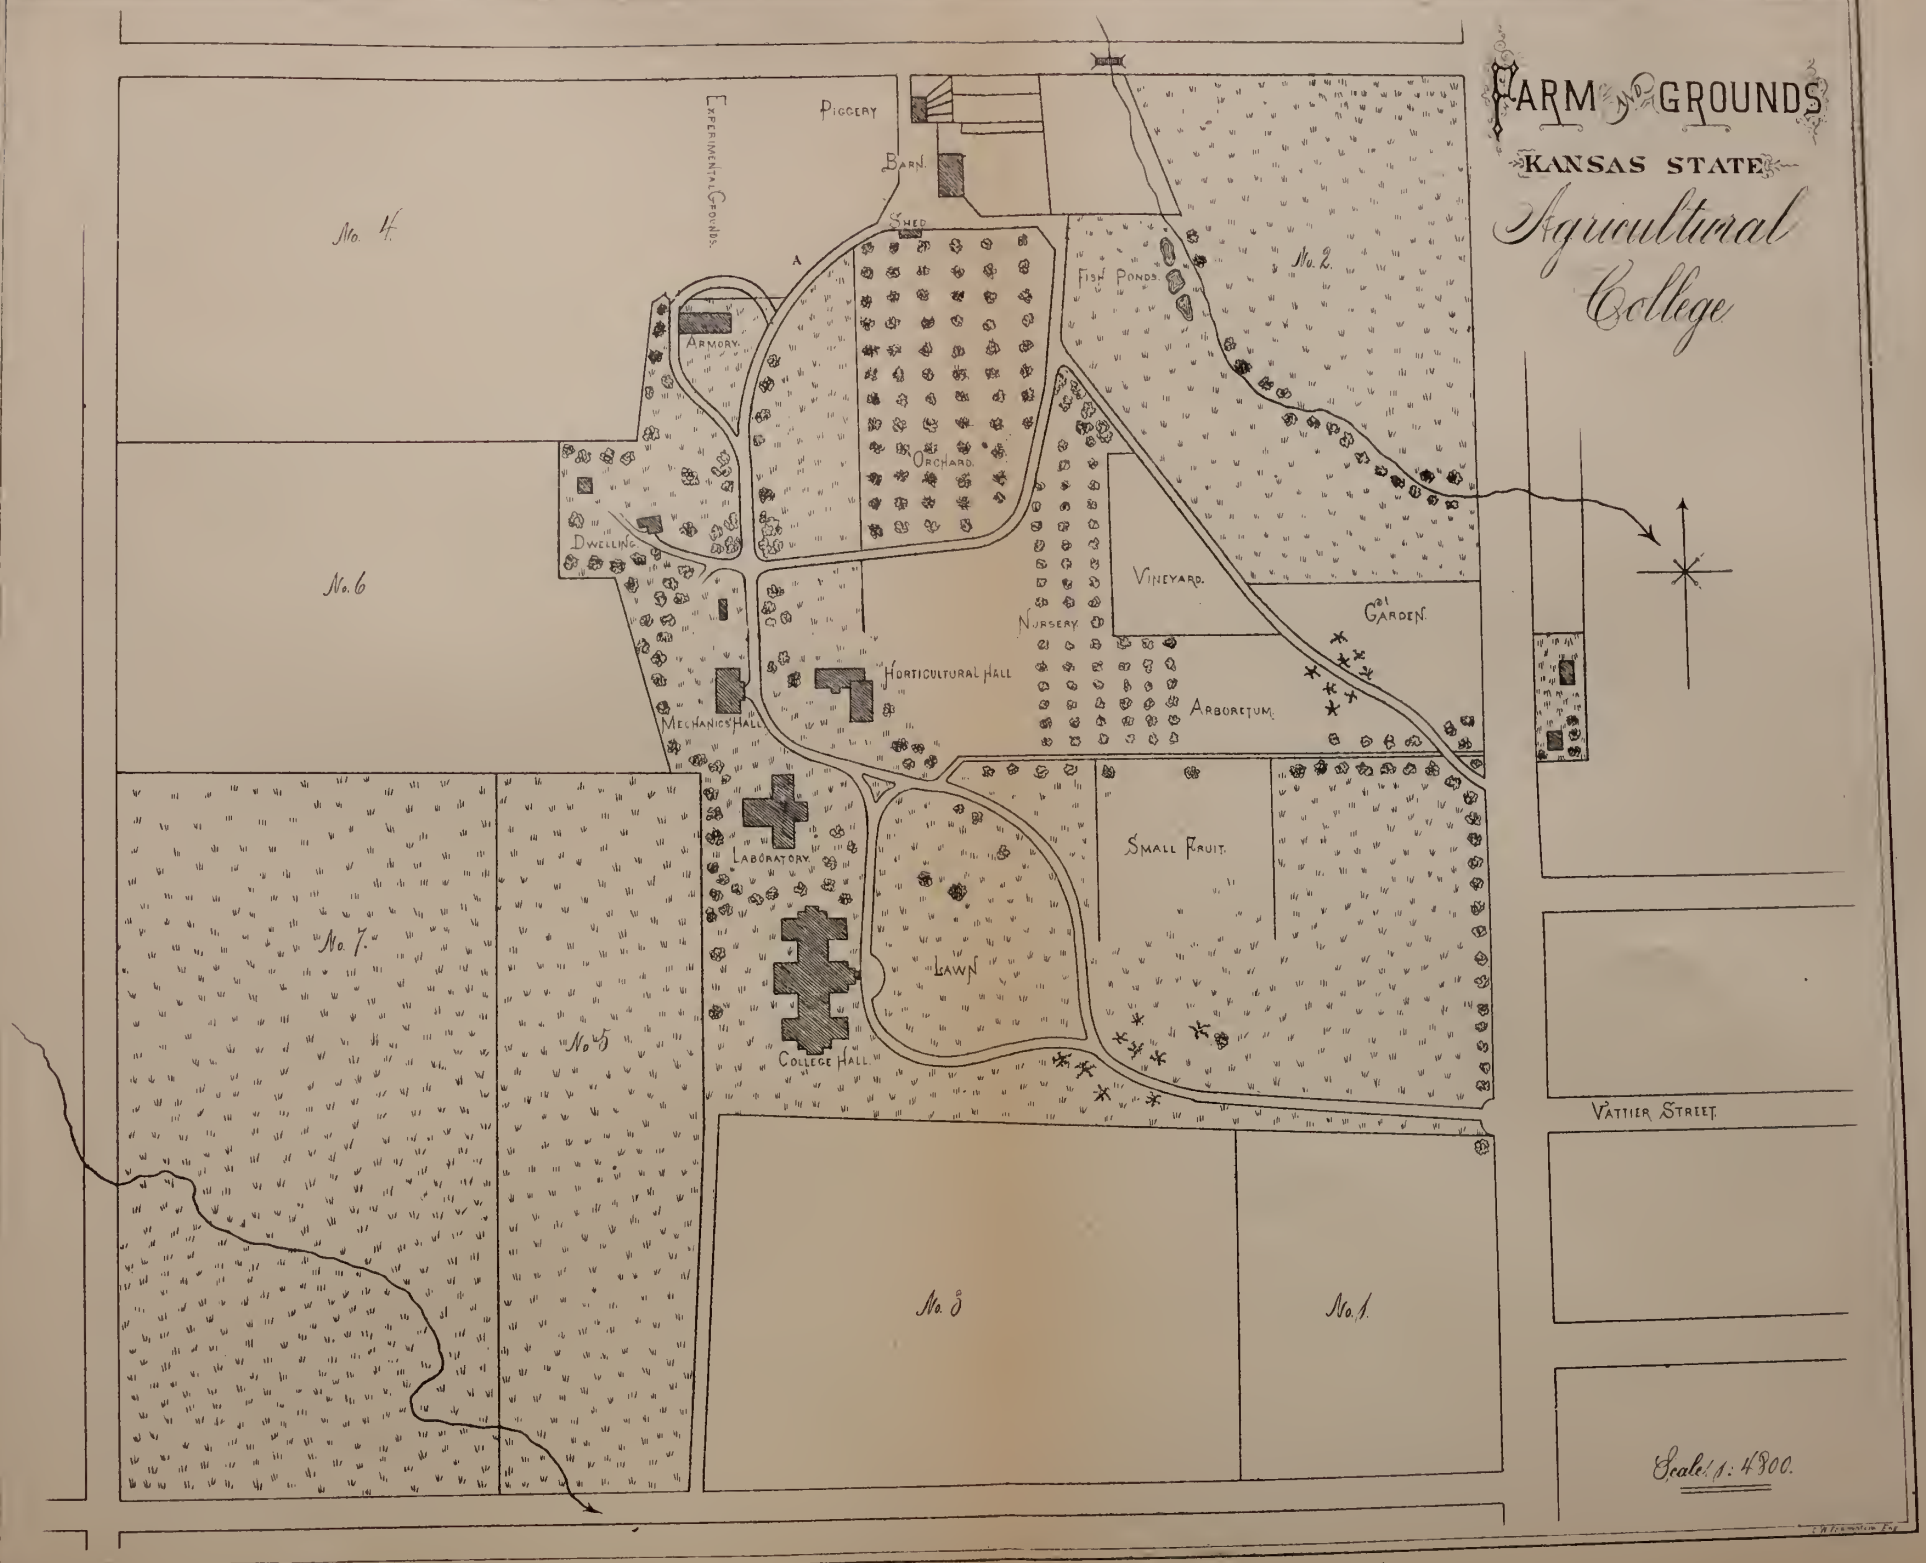 FARM AND GROUNDS
KANSAS STATE
Agricultural
College
PIGGERY
EXPERIMENTAL GROUNDS.
BARN.
SHED
No. 4.
A
FISH PONDS.
No. 2.
ARMORY.
ORCHARD.
DWELLING.
No. 6
VINEYARD.
GARDEN.
NURSERY
HORTICULTURAL HALL
MECHANICS' HALL
ARBORETUM.
LABORATORY.
SMALL FRUIT.
No. 7.
LAWN
No. 5
COLLEGE HALL.
VATTIER STREET.
No. 3
No. 1.
Scale: 1:4800.